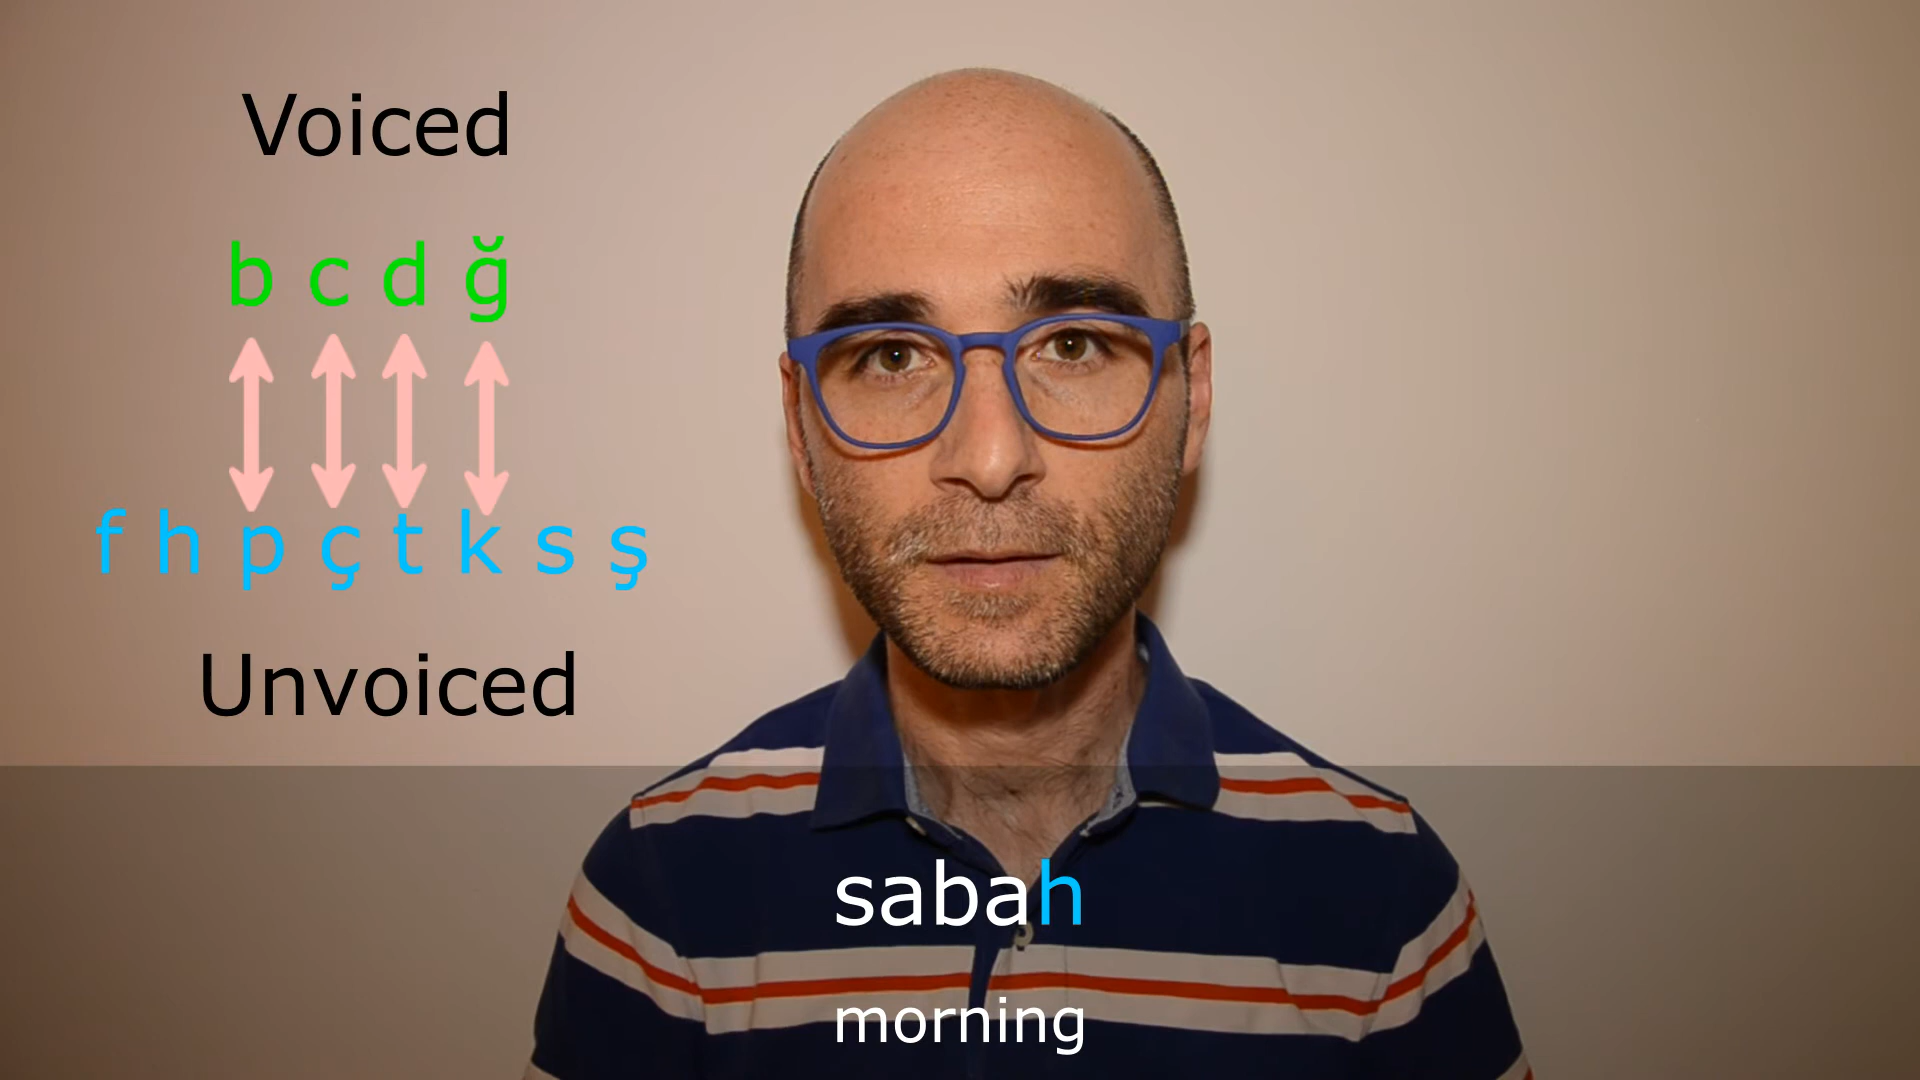 Voiced
b c d ğ
f h p ç t k s ş
Unvoiced
sabah
morning